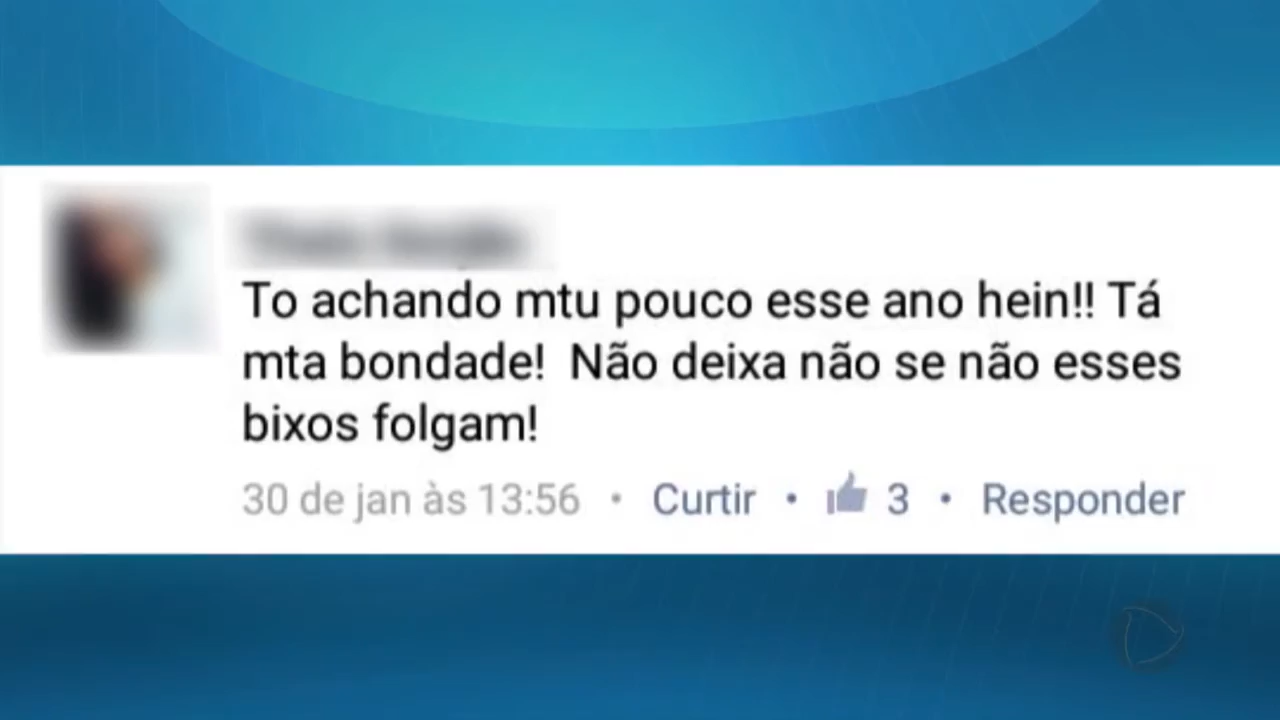 To achando mtu pouco esse ano hein!! Tá
mta bondade! Não deixa não se não esses
bixos folgam!
30 de jan às 13:56 • Curtir • 3 • Responder